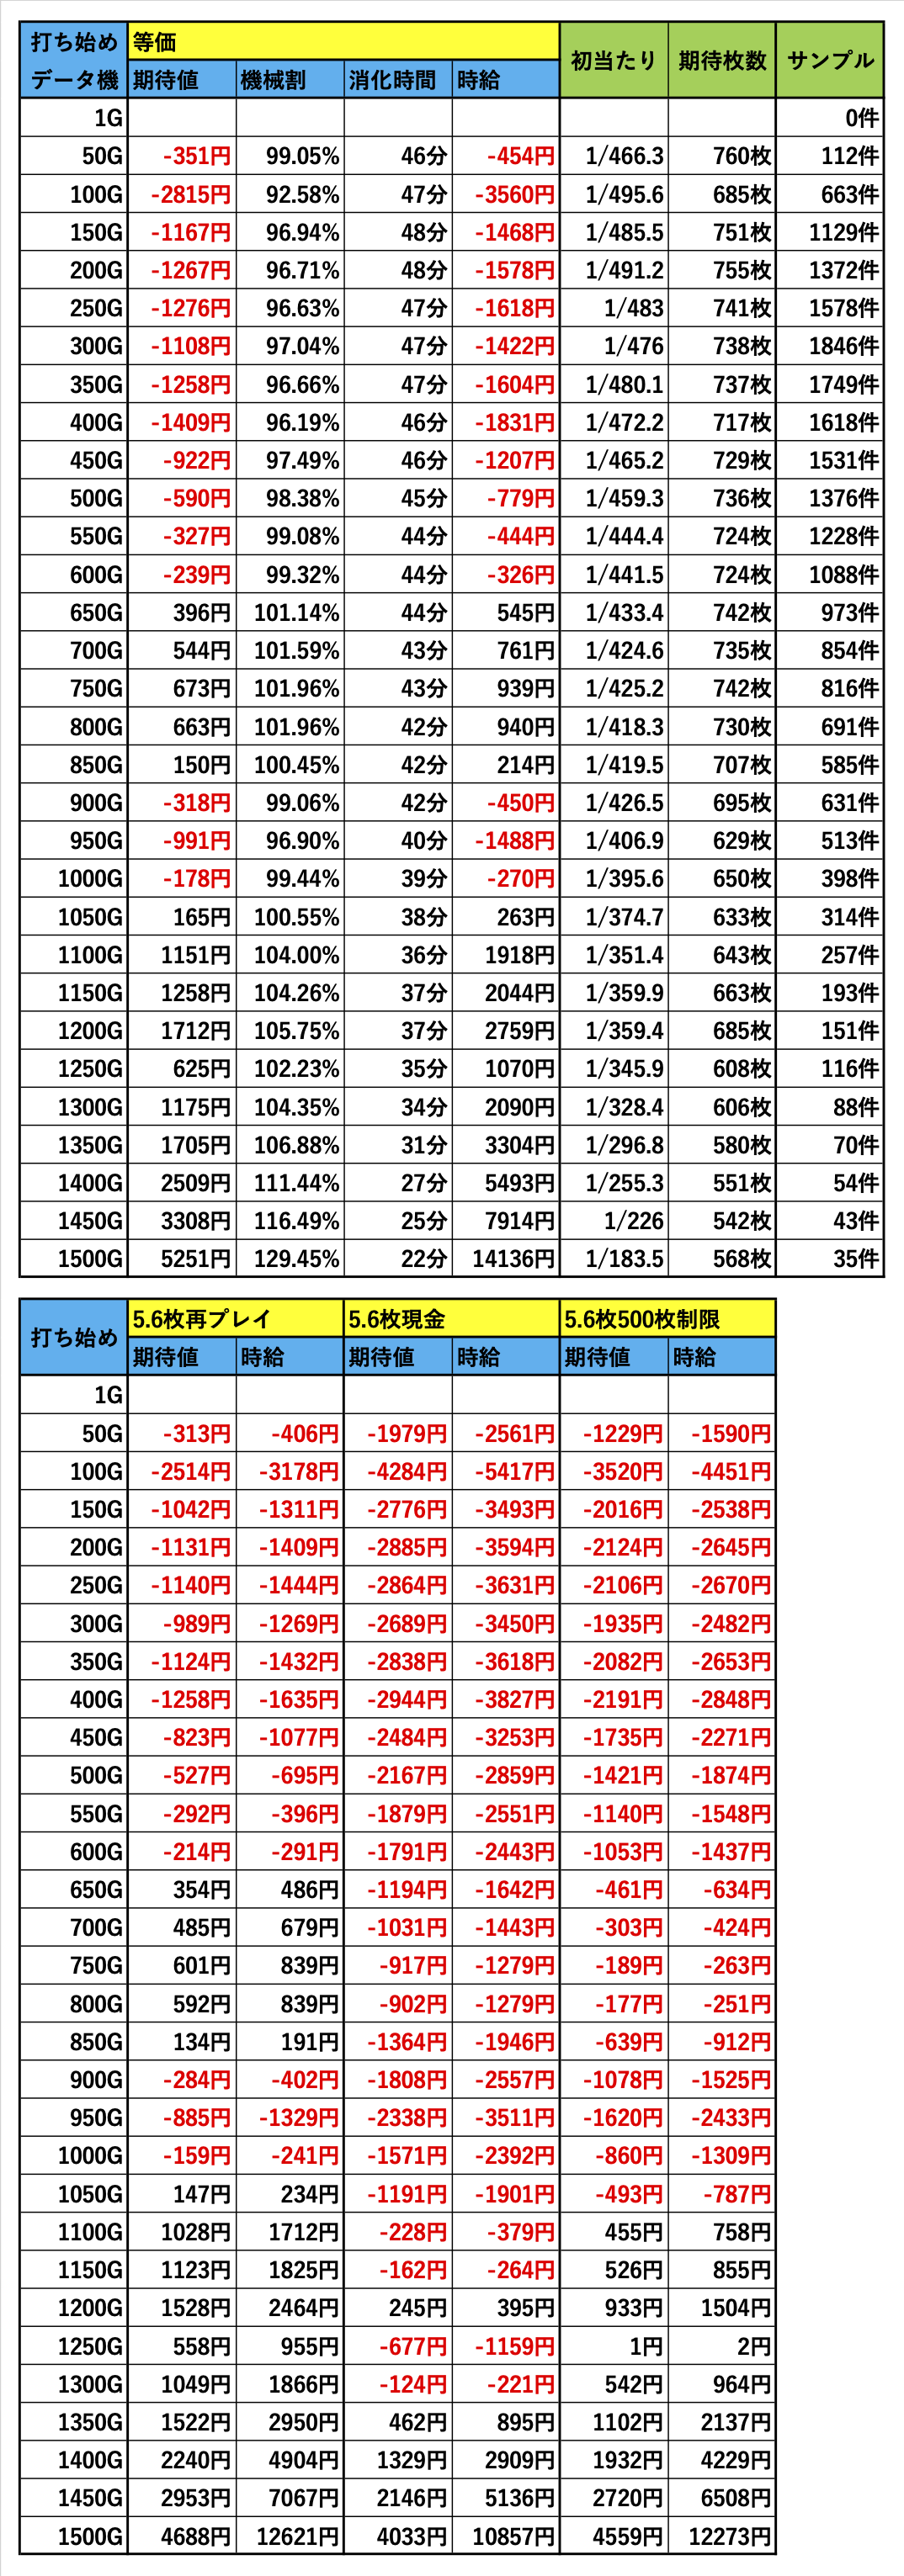 打ち始め 等価 初当たり 期待枚数 サンプル
データ機 期待値 機械割 消化時間 時給
1G 0件
50G -351円 99.05% 46分 -454円 1/466.3 760枚 112件
100G -2815円 92.58% 47分 -3560円 1/495.6 685枚 663件
150G -1167円 96.94% 48分 -1468円 1/485.5 751枚 1129件
200G -1267円 96.71% 48分 -1578円 1/491.2 755枚 1372件
250G -1276円 96.63% 47分 -1618円 1/483 741枚 1578件
300G -1108円 97.04% 47分 -1422円 1/476 738枚 1846件
350G -1258円 96.66% 47分 -1604円 1/480.1 737枚 1749件
400G -1409円 96.19% 46分 -1831円 1/472.2 717枚 1618件
450G -922円 97.49% 46分 -1207円 1/465.2 729枚 1531件
500G -590円 98.38% 45分 -779円 1/459.3 736枚 1376件
550G -327円 99.08% 44分 -444円 1/444.4 724枚 1228件
600G -239円 99.32% 44分 -326円 1/441.5 724枚 1088件
650G 396円 101.14% 44分 545円 1/433.4 742枚 973件
700G 544円 101.59% 43分 761円 1/424.6 735枚 854件
750G 673円 101.96% 43分 939円 1/425.2 742枚 816件
800G 663円 101.96% 42分 940円 1/418.3 730枚 691件
850G 150円 100.45% 42分 214円 1/419.5 707枚 585件
900G -318円 99.06% 42分 -450円 1/426.5 695枚 631件
950G -991円 96.90% 40分 -1488円 1/406.9 629枚 513件
1000G -178円 99.44% 39分 -270円 1/395.6 650枚 398件
1050G 165円 100.55% 38分 263円 1/374.7 633枚 314件
1100G 1151円 104.00% 36分 1918円 1/351.4 643枚 257件
1150G 1258円 104.26% 37分 2044円 1/359.9 663枚 193件
1200G 1712円 105.75% 37分 2759円 1/359.4 685枚 151件
1250G 625円 102.23% 35分 1070円 1/345.9 608枚 116件
1300G 1175円 104.35% 34分 2090円 1/328.4 606枚 88件
1350G 1705円 106.88% 31分 3304円 1/296.8 580枚 70件
1400G 2509円 111.44% 27分 5493円 1/255.3 551枚 54件
1450G 3308円 116.49% 25分 7914円 1/226 542枚 43件
1500G 5251円 129.45% 22分 14136円 1/183.5 568枚 35件
打ち始め 5.6枚再プレイ 5.6枚現金 5.6枚500枚制限
期待値 時給 期待値 時給 期待値 時給
1G
50G -313円 -406円 -1979円 -2561円 -1229円 -1590円
100G -2514円 -3178円 -4284円 -5417円 -3520円 -4451円
150G -1042円 -1311円 -2776円 -3493円 -2016円 -2538円
200G -1131円 -1409円 -2885円 -3594円 -2124円 -2645円
250G -1140円 -1444円 -2864円 -3631円 -2106円 -2670円
300G -989円 -1269円 -2689円 -3450円 -1935円 -2482円
350G -1124円 -1432円 -2838円 -3618円 -2082円 -2653円
400G -1258円 -1635円 -2944円 -3827円 -2191円 -2848円
450G -823円 -1077円 -2484円 -3253円 -1735円 -2271円
500G -527円 -695円 -2167円 -2859円 -1421円 -1874円
550G -292円 -396円 -1879円 -2551円 -1140円 -1548円
600G -214円 -291円 -1791円 -2443円 -1053円 -1437円
650G 354円 486円 -1194円 -1642円 -461円 -634円
700G 485円 679円 -1031円 -1443円 -303円 -424円
750G 601円 839円 -917円 -1279円 -189円 -263円
800G 592円 839円 -902円 -1279円 -177円 -251円
850G 134円 191円 -1364円 -1946円 -639円 -912円
900G -284円 -402円 -1808円 -2557円 -1078円 -1525円
950G -885円 -1329円 -2338円 -3511円 -1620円 -2433円
1000G -159円 -241円 -1571円 -2392円 -860円 -1309円
1050G 147円 234円 -1191円 -1901円 -493円 -787円
1100G 1028円 1712円 -228円 -379円 455円 758円
1150G 1123円 1825円 -162円 -264円 526円 855円
1200G 1528円 2464円 245円 395円 933円 1504円
1250G 558円 955円 -677円 -1159円 1円 2円
1300G 1049円 1866円 -124円 -221円 542円 964円
1350G 1522円 2950円 462円 895円 1102円 2137円
1400G 2240円 4904円 1329円 2909円 1932円 4229円
1450G 2953円 7067円 2146円 5136円 2720円 6508円
1500G 4688円 12621円 4033円 10857円 4559円 12273円